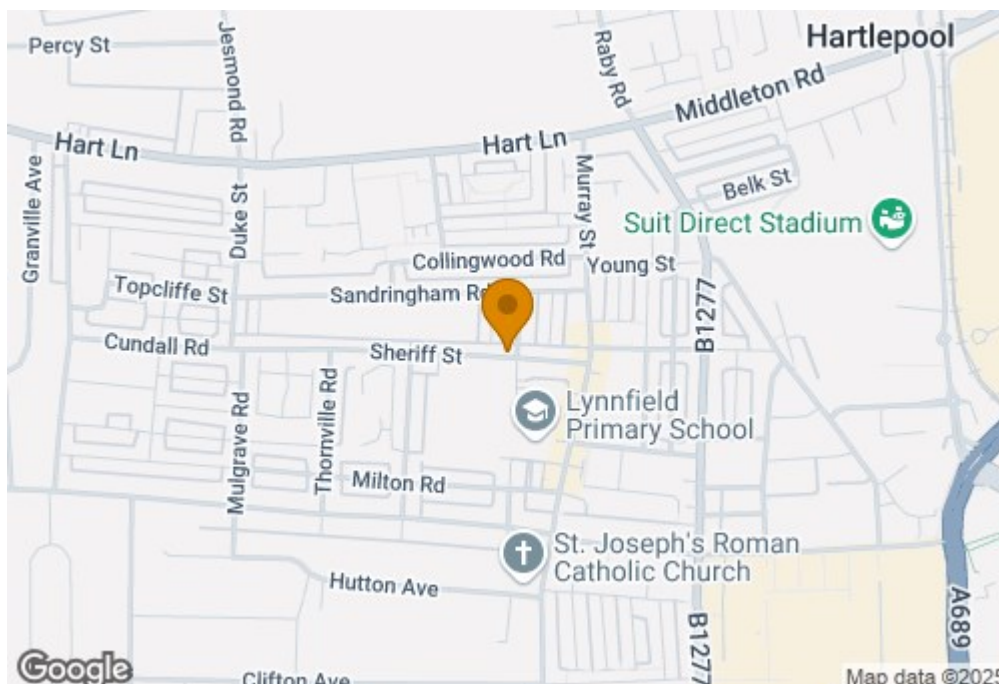 Percy St
Jesmond Rd
Raby Rd
Hartlepool
Middleton Rd
Hart Ln
Hart Ln
Granville Ave
Duke St
Murray St
Belk St
Suit Direct Stadium
Collingwood Rd
Young St
Topcliffe St
Sandringham Rd
B1277
Cundall Rd
Sheriff St
Mulgrave Rd
Thornville Rd
Lynnfield
Primary School
Milton Rd
St. Joseph's Roman
Catholic Church
Hutton Ave
A689
B1277
Clifton Ave
Google
Map data ©2025